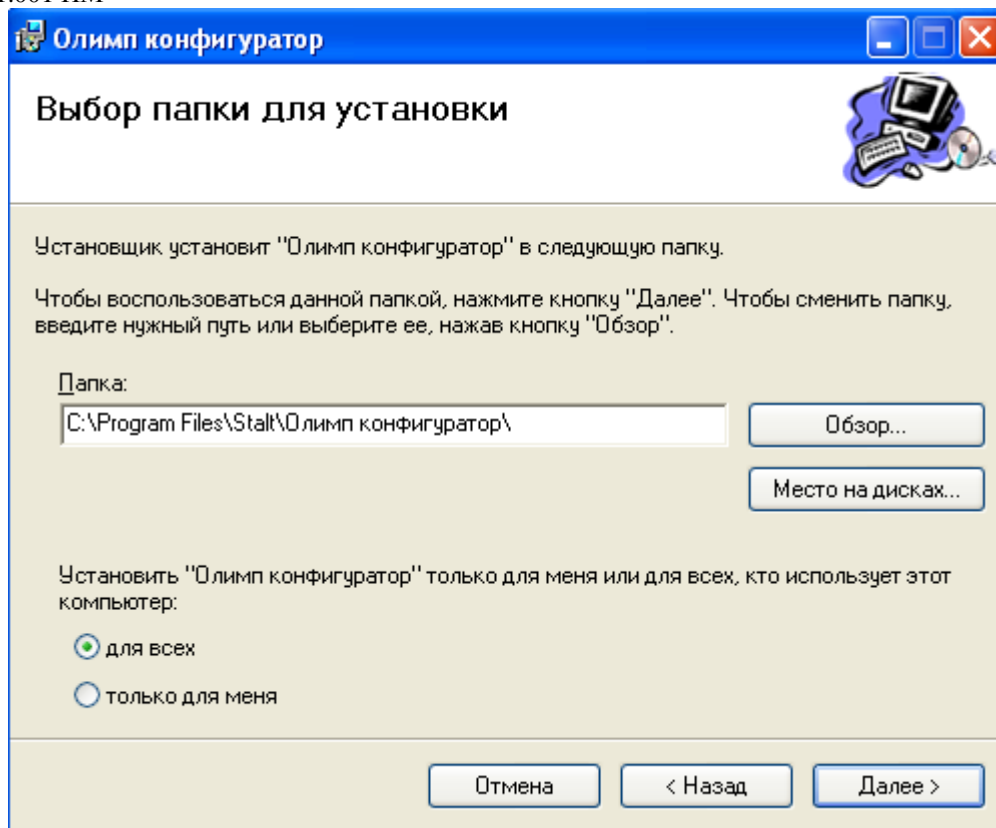 Олимп конфигуратор
Выбор папки для установки
Установщик установит "Олимп конфигуратор" в следующую папку.
Чтобы воспользоваться данной папкой, нажмите кнопку "Далее". Чтобы сменить папку,
введите нужный путь или выберите ее, нажав кнопку "Обзор".
Папка:
C:\Program Files\Stalt\Олимп конфигуратор\
Обзор...
Место на дисках...
Установить "Олимп конфигуратор" только для меня или для всех, кто использует этот
компьютер:
для всех
только для меня
Отмена
< Назад
Далее >